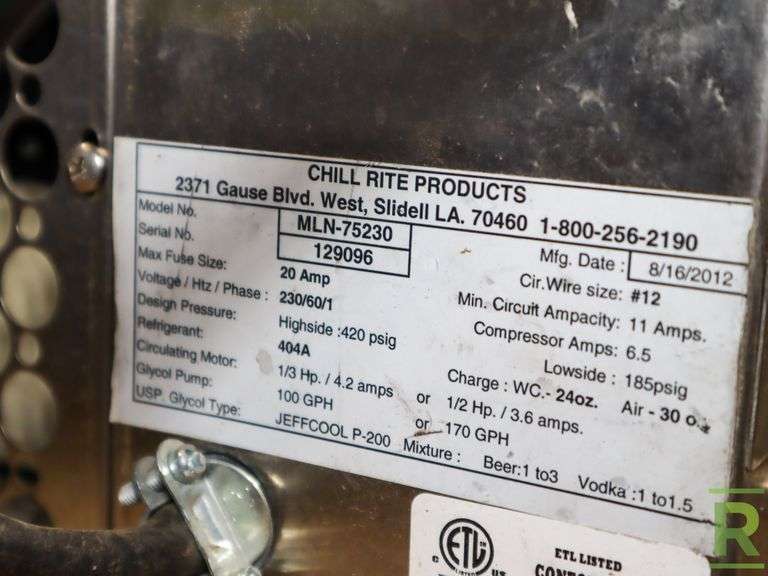 CHILL RITE PRODUCTS
2371 Gause Blvd. West, Slidell LA. 70460 1-800-256-2190
Model No. MLN-75230 Mfg. Date : 8/16/2012
Serial No. 129096 Cir.Wire size: #12
Max Fuse Size: 20 Amp Min. Circuit Ampacity: 11 Amps.
Voltage / Htz / Phase : 230/60/1 Compressor Amps: 6.5
Design Pressure: Highside :420 psig Lowside : 185psig
Refrigerant: 404A Charge : WC.- 24oz. Air - 30 oz.
Circulating Motor: 1/3 Hp. / 4.2 amps or 1/2 Hp. / 3.6 amps.
Glycol Pump: 100 GPH or 170 GPH
USP. Glycol Type: JEFFCOOL P-200 Mixture : Beer:1 to3 Vodka :1 to1.5
C ETL US
LISTED
ETL LISTED
R